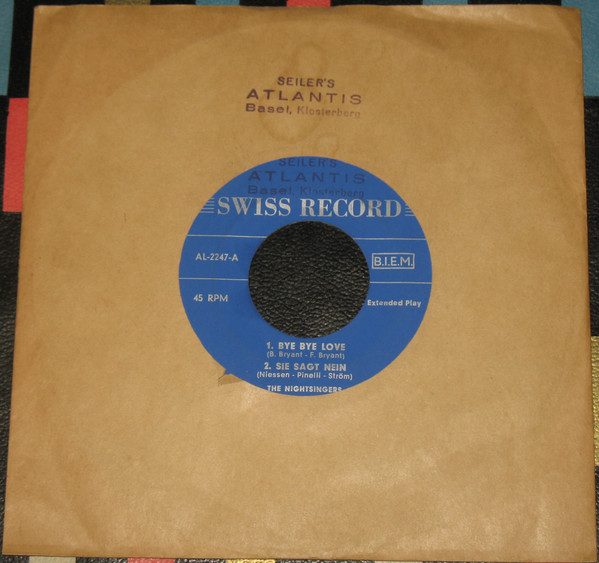 SEILER'S
ATLANTIS
Basel, Klosterberg
SEILER'S
ATLANTIS
Basel, Klosterberg
SWISS RECORD
AL-2247-A
B.I.E.M.
45 RPM
Extended Play
1. BYE BYE LOVE
(B. Bryant - F. Bryant)
2. SIE SAGT NEIN
(Niessen - Pinelli - Ström)
THE NIGHTSINGERS